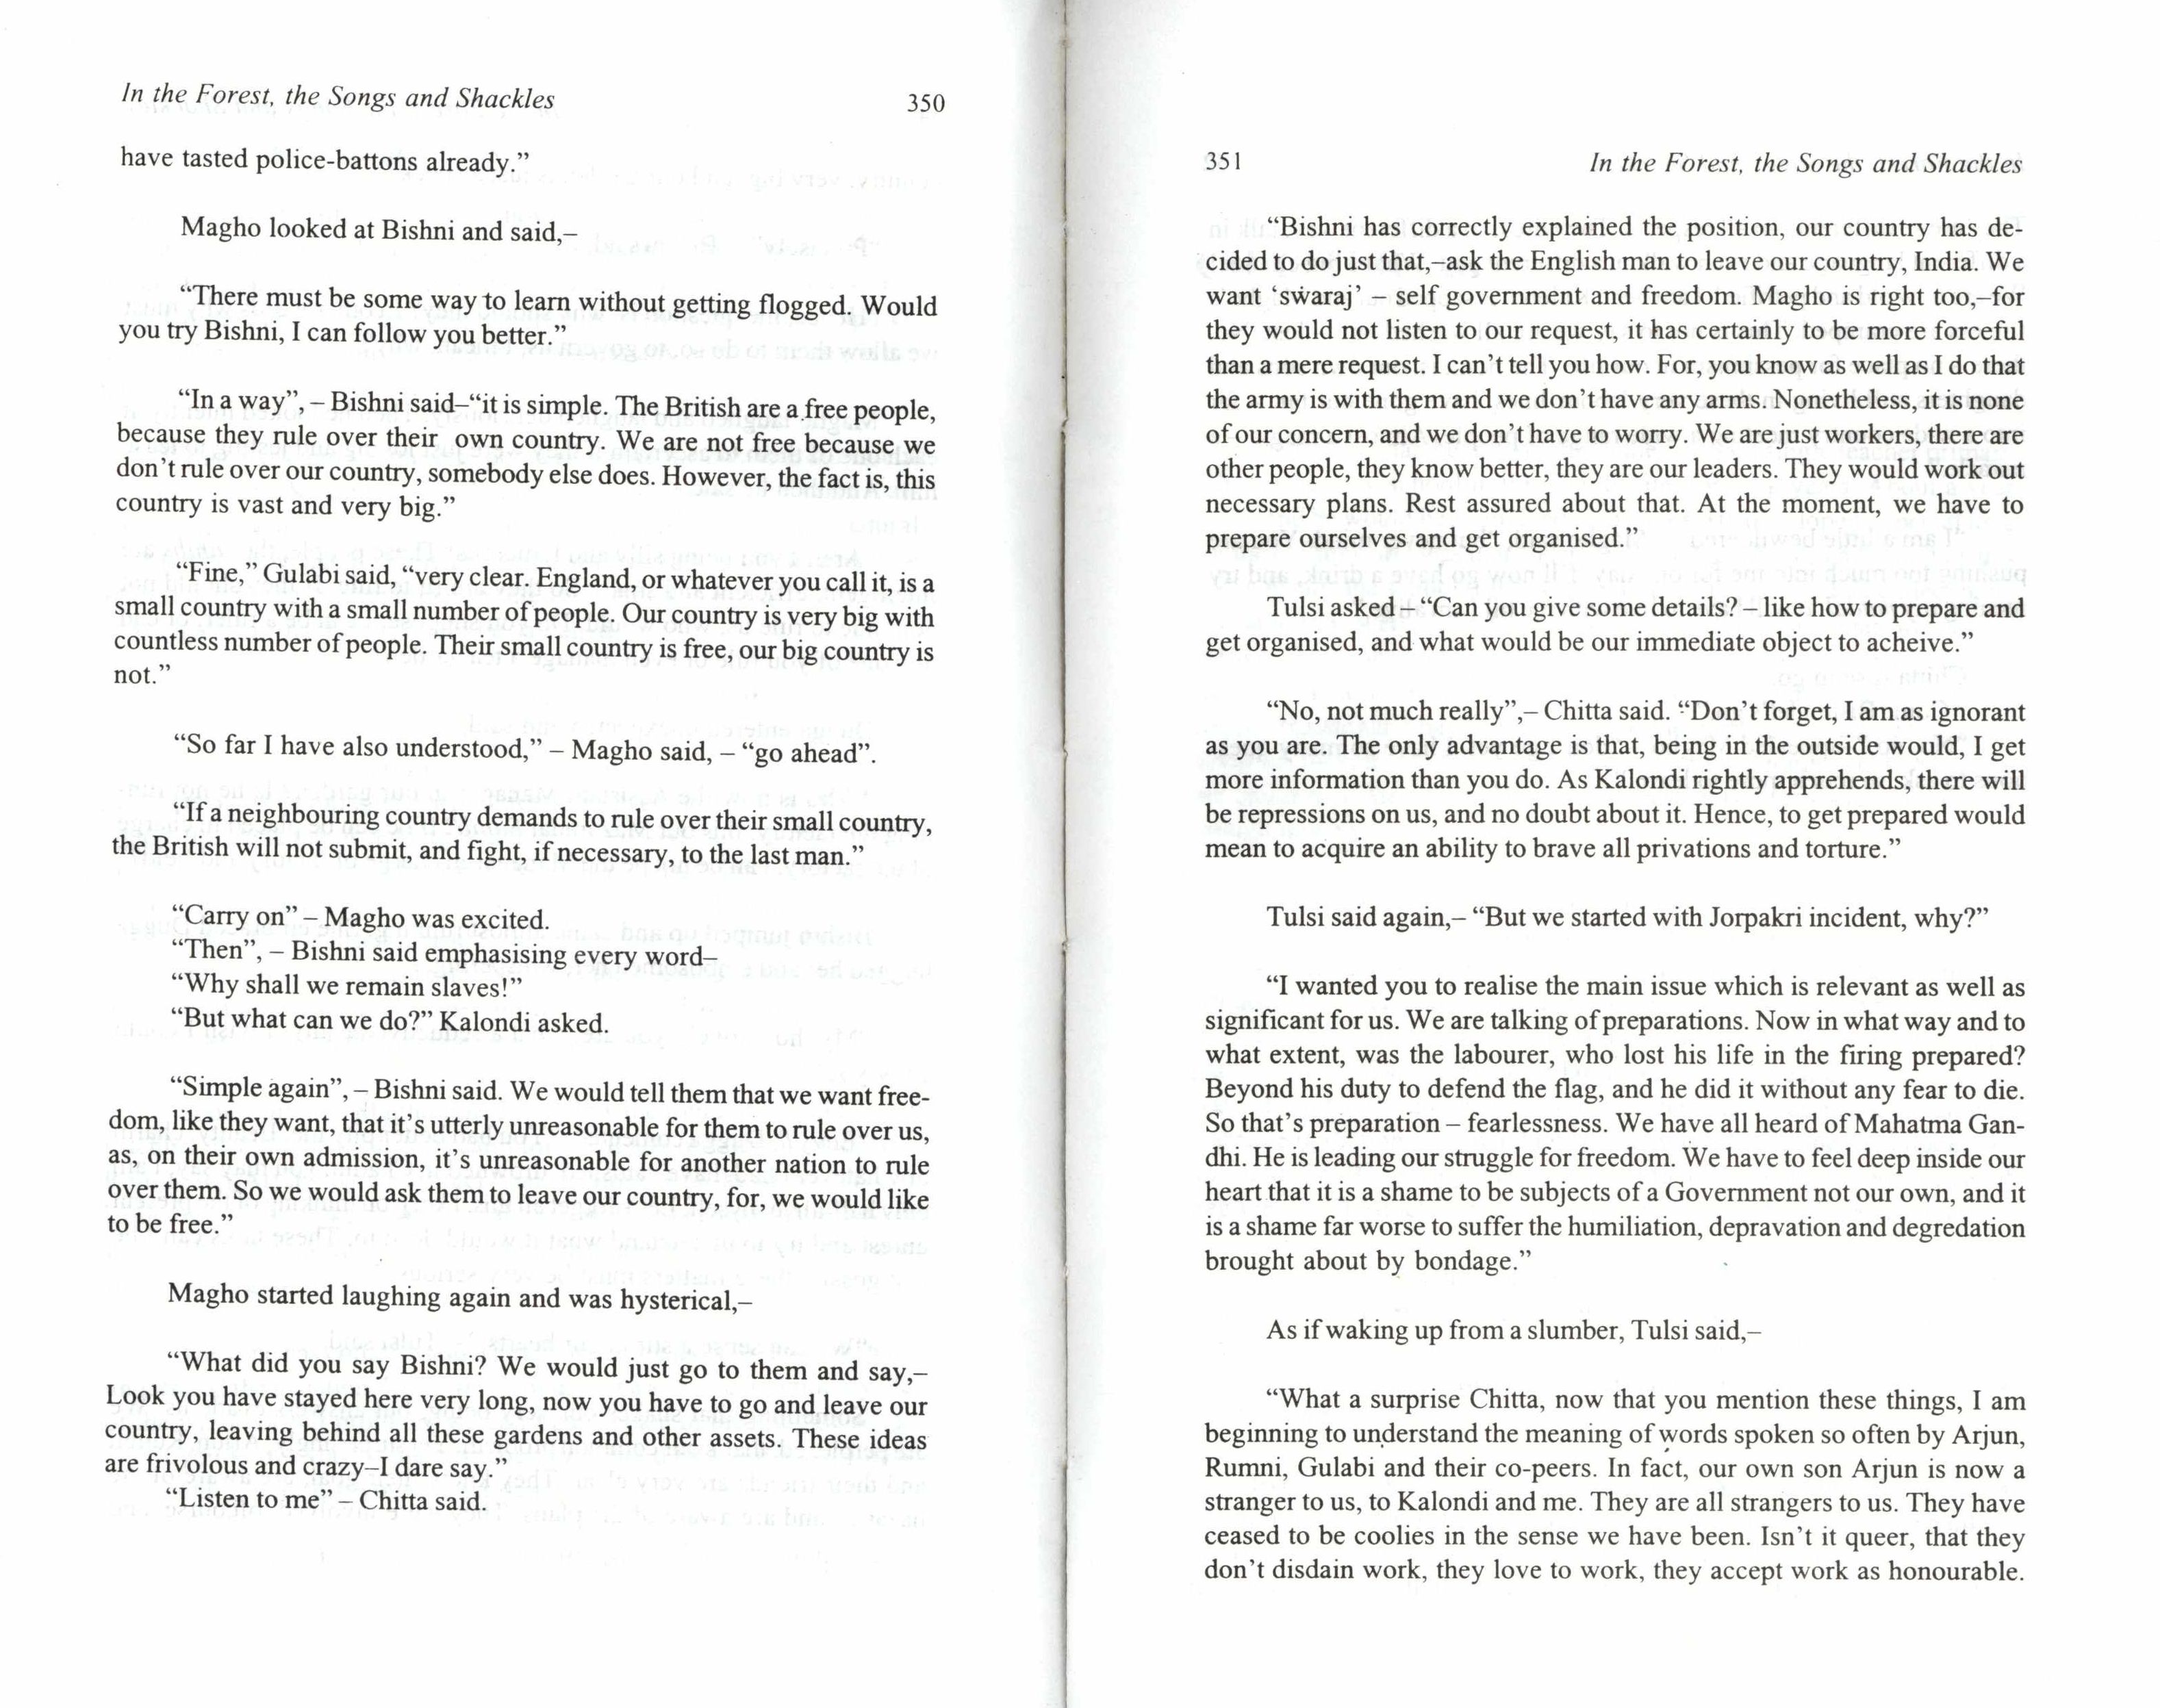 In the Forest, the Songs and Shackles 350
have tasted police-battons already.”
Magho looked at Bishni and said,–
“There must be some way to learn without getting flogged. Would
you try Bishni, I can follow you better.”
“In a way”, – Bishni said–“it is simple. The British are a free people,
because they rule over their own country. We are not free because we
don’t rule over our country, somebody else does. However, the fact is, this
country is vast and very big.”
“Fine,” Gulabi said, “very clear. England, or whatever you call it, is a
small country with a small number of people. Our country is very big with
countless number of people. Their small country is free, our big country is
not.”
“So far I have also understood,” – Magho said, – “go ahead”.
“If a neighbouring country demands to rule over their small country,
the British will not submit, and fight, if necessary, to the last man.”
“Carry on” – Magho was excited.
“Then”, – Bishni said emphasising every word–
“Why shall we remain slaves!”
“But what can we do?” Kalondi asked.
“Simple again”, – Bishni said. We would tell them that we want free-
dom, like they want, that it’s utterly unreasonable for them to rule over us,
as, on their own admission, it’s unreasonable for another nation to rule
over them. So we would ask them to leave our country, for, we would like
to be free.”
Magho started laughing again and was hysterical,–
“What did you say Bishni? We would just go to them and say,–
Look you have stayed here very long, now you have to go and leave our
country, leaving behind all these gardens and other assets. These ideas
are frivolous and crazy–I dare say.”
“Listen to me” – Chitta said.
351 In the Forest, the Songs and Shackles
“Bishni has correctly explained the position, our country has de-
cided to do just that,–ask the English man to leave our country, India. We
want ‘swaraj’ – self government and freedom. Magho is right too,–for
they would not listen to our request, it has certainly to be more forceful
than a mere request. I can’t tell you how. For, you know as well as I do that
the army is with them and we don’t have any arms. Nonetheless, it is none
of our concern, and we don’t have to worry. We are just workers, there are
other people, they know better, they are our leaders. They would work out
necessary plans. Rest assured about that. At the moment, we have to
prepare ourselves and get organised.”
Tulsi asked – “Can you give some details? – like how to prepare and
get organised, and what would be our immediate object to acheive.”
“No, not much really”,– Chitta said. “Don’t forget, I am as ignorant
as you are. The only advantage is that, being in the outside would, I get
more information than you do. As Kalondi rightly apprehends, there will
be repressions on us, and no doubt about it. Hence, to get prepared would
mean to acquire an ability to brave all privations and torture.”
Tulsi said again,– “But we started with Jorpakri incident, why?”
“I wanted you to realise the main issue which is relevant as well as
significant for us. We are talking of preparations. Now in what way and to
what extent, was the labourer, who lost his life in the firing prepared?
Beyond his duty to defend the flag, and he did it without any fear to die.
So that’s preparation – fearlessness. We have all heard of Mahatma Gan-
dhi. He is leading our struggle for freedom. We have to feel deep inside our
heart that it is a shame to be subjects of a Government not our own, and it
is a shame far worse to suffer the humiliation, depravation and degredation
brought about by bondage.”
As if waking up from a slumber, Tulsi said,–
“What a surprise Chitta, now that you mention these things, I am
beginning to understand the meaning of words spoken so often by Arjun,
Rumni, Gulabi and their co-peers. In fact, our own son Arjun is now a
stranger to us, to Kalondi and me. They are all strangers to us. They have
ceased to be coolies in the sense we have been. Isn’t it queer, that they
don’t disdain work, they love to work, they accept work as honourable.